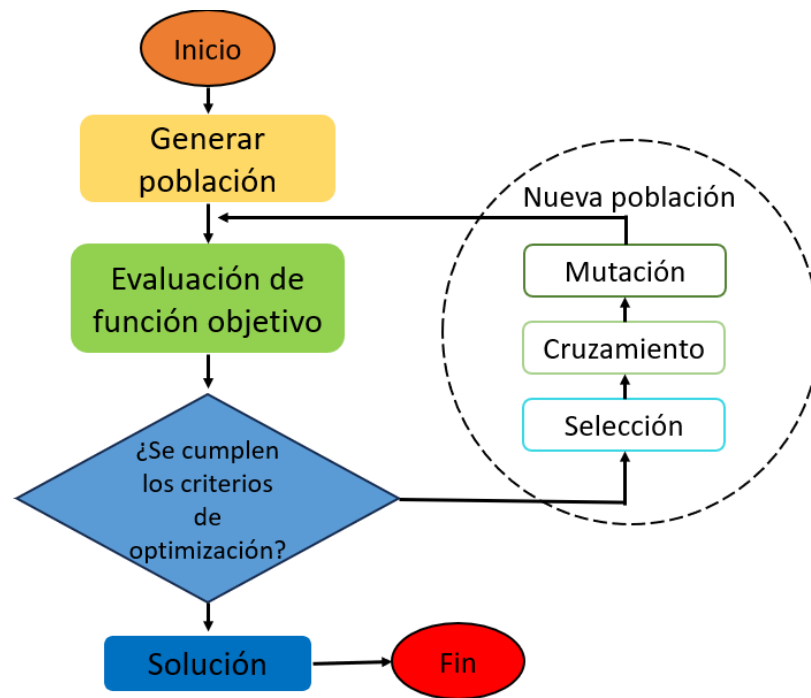 Inicio
Generar
población
Evaluación de
función objetivo
¿Se cumplen
los criterios
de
optimización?
Solución
Fin
Nueva población
Mutación
Cruzamiento
Selección